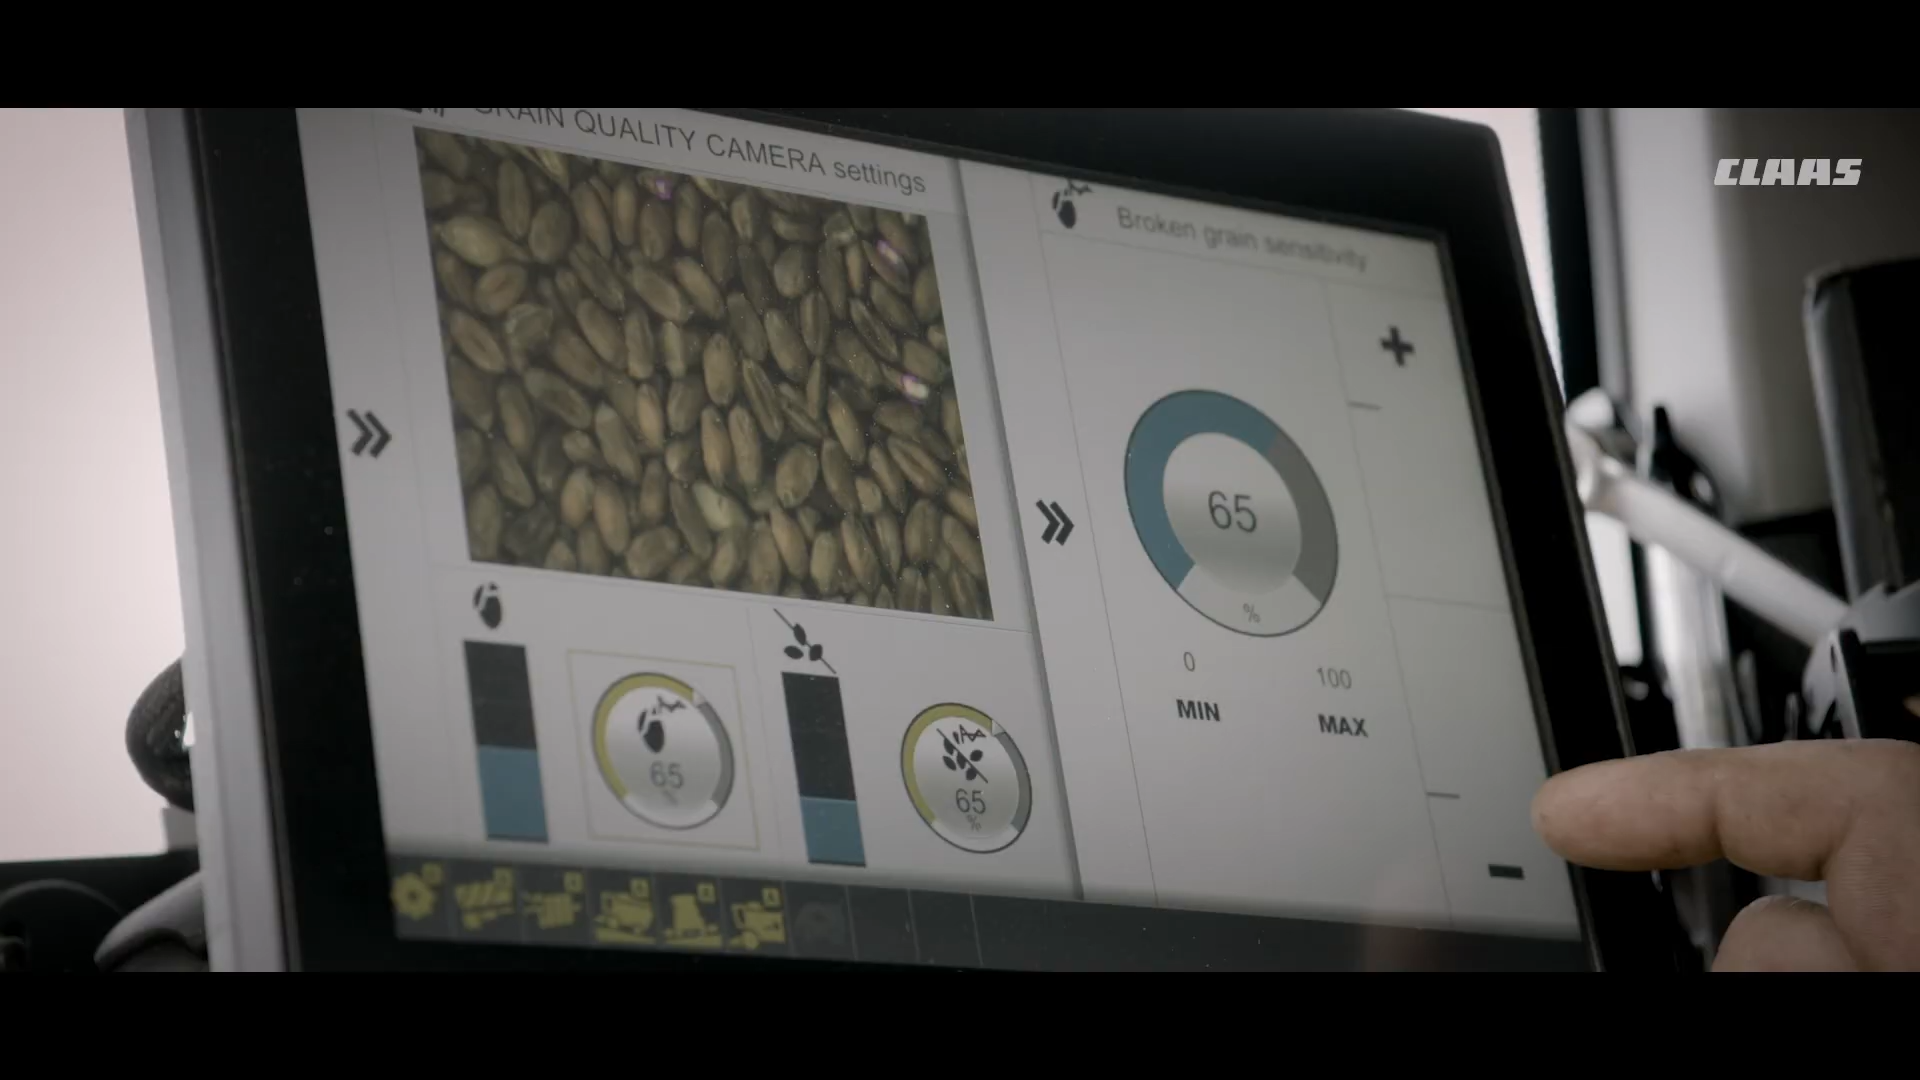 GRAIN QUALITY CAMERA settings
CLAAS
Broken grain sensitivity
65
%
0
100
MIN
MAX
65
%
65
%